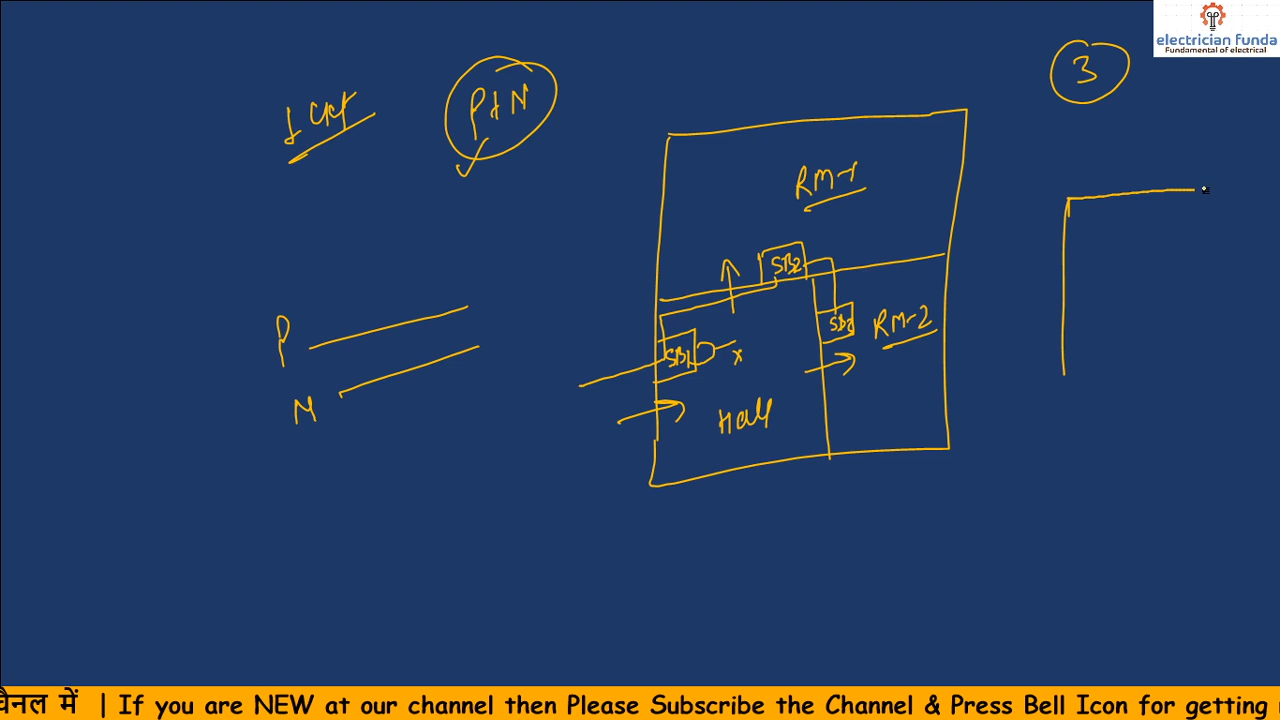 electrician funda
Fundamental of electrical
3
1 CKT
P+N
RM-1
SB2
P
SB1
RM-2
N
Hall
चैनल में | If you are NEW at our channel then Please Subscribe the Channel & Press Bell Icon for getting